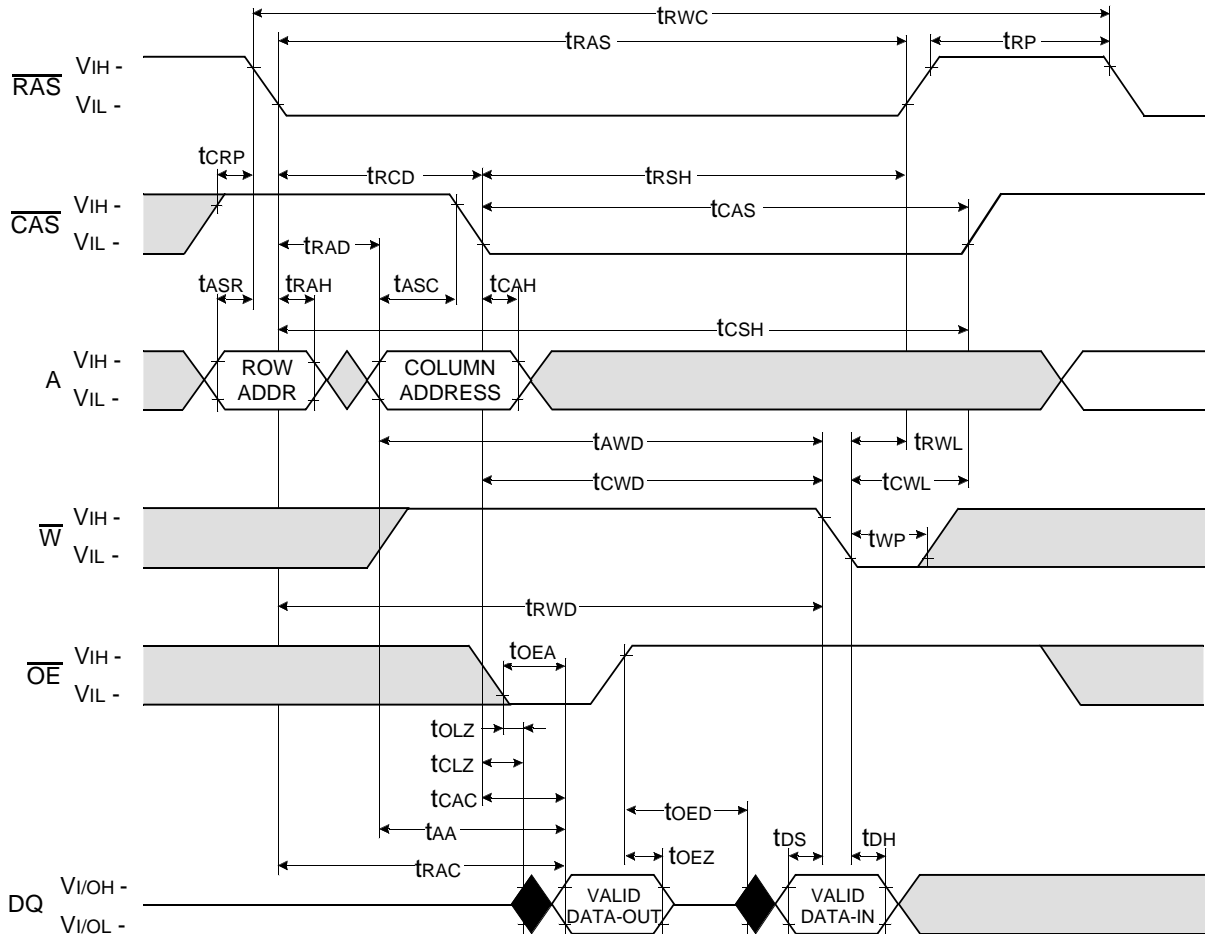 tRWC
tRAS
tRP
RAS
VIH -
VIL -
tCRP
tRCD
tRSH
CAS
VIH -
VIL -
tCAS
tRAD
tASR
tRAH
tASC
tCAH
tCSH
A
VIH -
VIL -
ROW
ADDR
COLUMN
ADDRESS
tAWD
tRWL
tCWD
tCWL
W
VIH -
VIL -
tWP
tRWD
OE
VIH -
VIL -
tOEA
tOLZ
tCLZ
tCAC
tOED
tAA
tDS
tDH
tOEZ
tRAC
DQ
VI/OH -
VI/OL -
VALID
DATA-OUT
VALID
DATA-IN